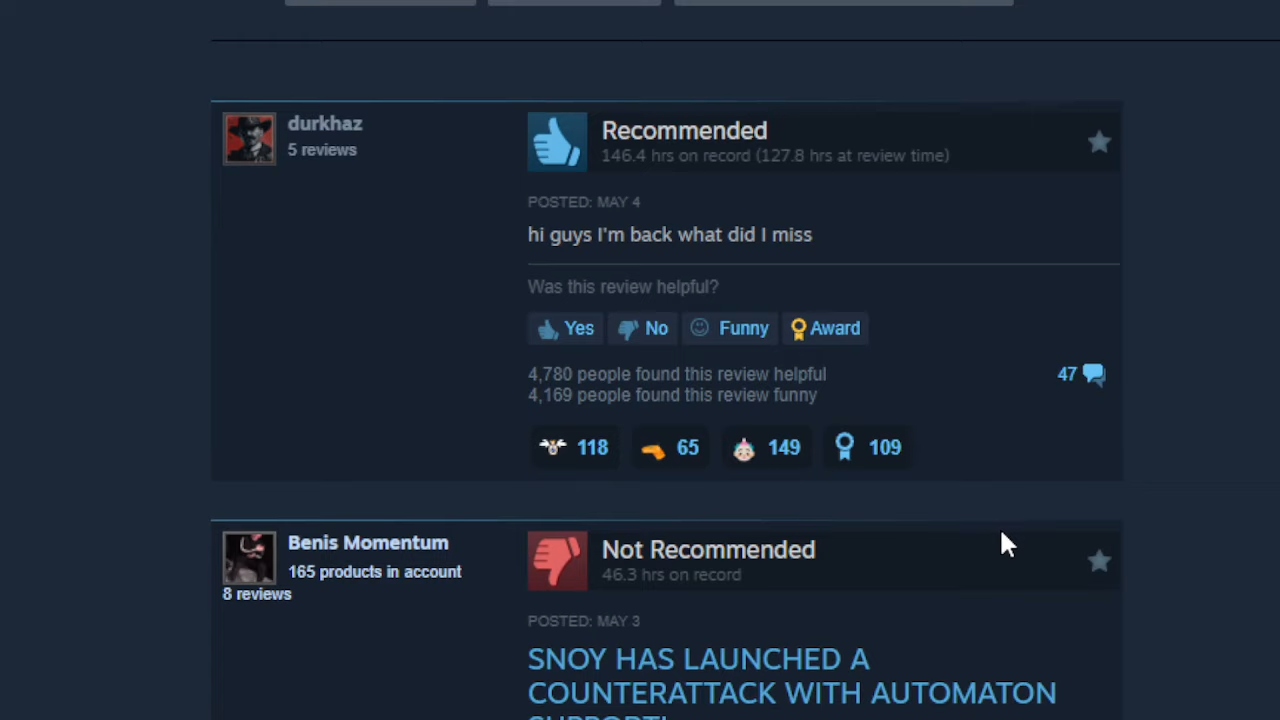 durkhaz
5 reviews
Recommended
146.4 hrs on record (127.8 hrs at review time)
POSTED: MAY 4
hi guys I'm back what did I miss
Was this review helpful?
Yes No Funny Award
4,780 people found this review helpful
47
4,169 people found this review funny
118 65 149 109
Benis Momentum
165 products in account
8 reviews
Not Recommended
46.3 hrs on record
POSTED: MAY 3
SNOY HAS LAUNCHED A
COUNTERATTACK WITH AUTOMATON
SUPPORT!